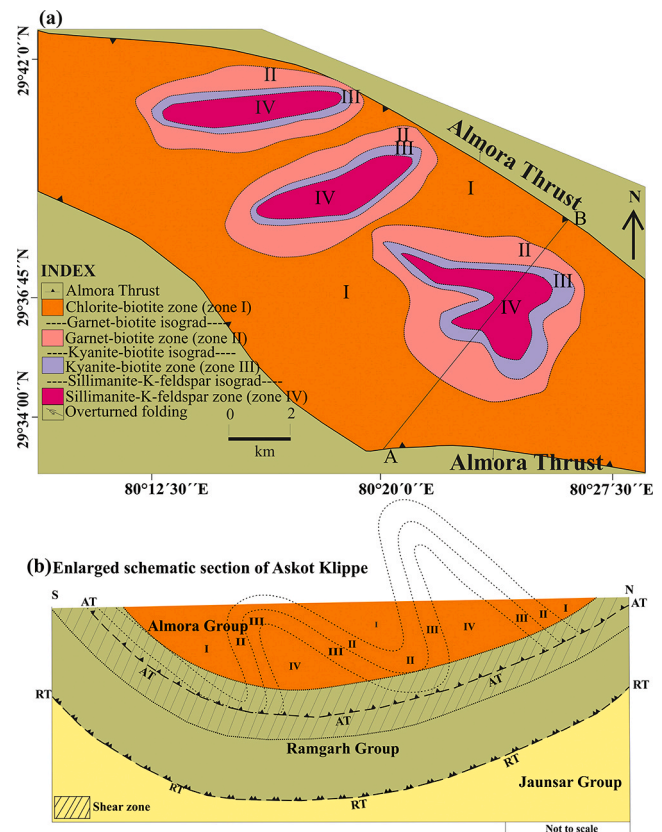 (a)
29°42´0´´N
29°36´45´´N
29°34´00´´N
II
III
IV
II
III
IV
I
Almora Thrust
B
N
II
III
IV
I
INDEX
Almora Thrust
Chlorite-biotite zone (zone I)
----Garnet-biotite isograd----
Garnet-biotite zone (zone II)
----Kyanite-biotite isograd----
Kyanite-biotite zone (zone III)
----Sillimanite-K-feldspar isograd----
Sillimanite-K-feldspar zone (zone IV)
Overturned folding
0 2
km
A
Almora Thrust
80°12´30´´E 80°20´0´´E 80°27´30´´E
(b) Enlarged schematic section of Askot Klippe
S N
AT AT
Almora Group
I II III IV III II I II III IV III II I
AT AT AT
RT RT
Ramgarh Group
RT RT RT
Jaunsar Group
Shear zone
Not to scale